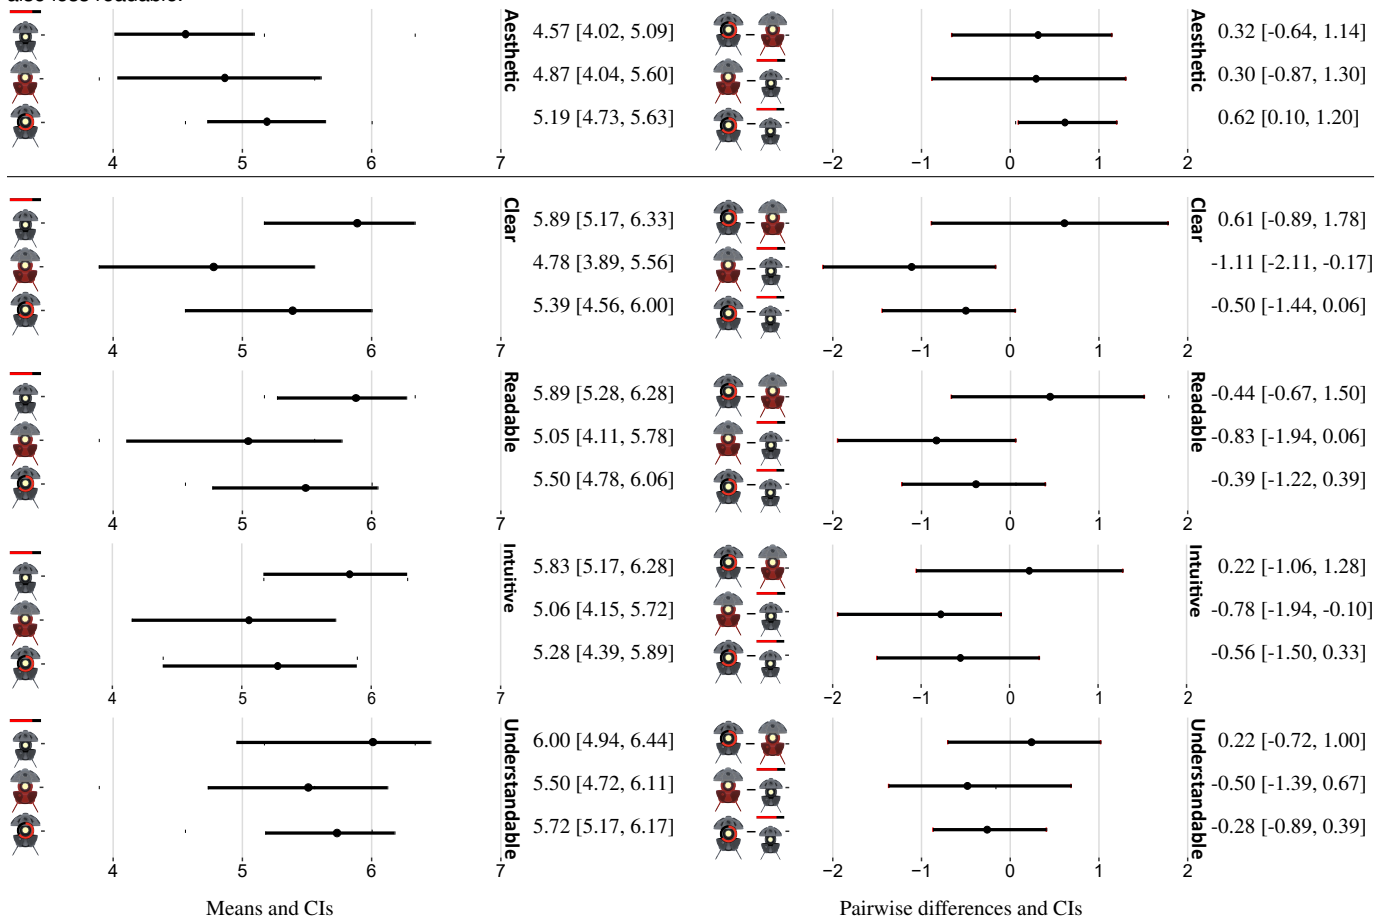 also less readable.
Aesthetic
4.57 [4.02, 5.09]
4.87 [4.04, 5.60]
5.19 [4.73, 5.63]
4 5 6 7
Aesthetic
0.32 [-0.64, 1.14]
0.30 [-0.87, 1.30]
0.62 [0.10, 1.20]
−2 −1 0 1 2
Clear
5.89 [5.17, 6.33]
4.78 [3.89, 5.56]
5.39 [4.56, 6.00]
4 5 6 7
Clear
0.61 [-0.89, 1.78]
-1.11 [-2.11, -0.17]
-0.50 [-1.44, 0.06]
−2 −1 0 1 2
Readable
5.89 [5.28, 6.28]
5.05 [4.11, 5.78]
5.50 [4.78, 6.06]
4 5 6 7
Readable
-0.44 [-0.67, 1.50]
-0.83 [-1.94, 0.06]
-0.39 [-1.22, 0.39]
−2 −1 0 1 2
Intuitive
5.83 [5.17, 6.28]
5.06 [4.15, 5.72]
5.28 [4.39, 5.89]
4 5 6 7
Intuitive
0.22 [-1.06, 1.28]
-0.78 [-1.94, -0.10]
-0.56 [-1.50, 0.33]
−2 −1 0 1 2
Understandable
6.00 [4.94, 6.44]
5.50 [4.72, 6.11]
5.72 [5.17, 6.17]
4 5 6 7
Understandable
0.22 [-0.72, 1.00]
-0.50 [-1.39, 0.67]
-0.28 [-0.89, 0.39]
−2 −1 0 1 2
Means and CIs
Pairwise differences and CIs